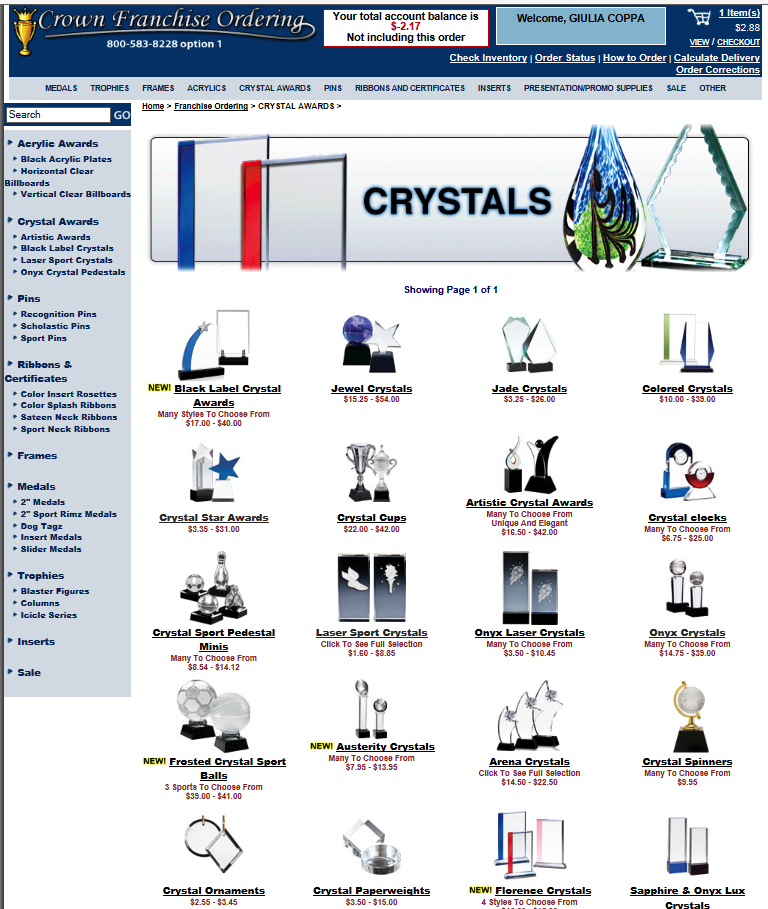 Crown Franchise Ordering
800-583-8228 option 1
Your total account balance is
$-2.17
Not including this order
Welcome, GIULIA COPPA
1 Item(s)
$2.88
VIEW / CHECKOUT
Check Inventory | Order Status | How to Order | Calculate Delivery
Order Corrections
MEDALS TROPHIES FRAMES ACRYLICS CRYSTAL AWARDS PINS RIBBONS AND CERTIFICATES INSERTS PRESENTATION/PROMO SUPPLIES SALE OTHER
Search GO
Home > Franchise Ordering > CRYSTAL AWARDS >
Acrylic Awards
Black Acrylic Plates
Horizontal Clear
Billboards
Vertical Clear Billboards
Crystal Awards
Artistic Awards
Black Label Crystals
Laser Sport Crystals
Onyx Crystal Pedestals
Pins
Recognition Pins
Scholastic Pins
Sport Pins
Ribbons &
Certificates
Color Insert Rosettes
Color Splash Ribbons
Sateen Neck Ribbons
Sport Neck Ribbons
Frames
Medals
2" Medals
2" Sport Rimz Medals
Dog Tagz
Insert Medals
Slider Medals
Trophies
Blaster Figures
Columns
Icicle Series
Inserts
Sale
CRYSTALS
Showing Page 1 of 1
NEW! Black Label Crystal
Awards
Many Styles To Choose From
$17.00 - $40.00
Jewel Crystals
$15.25 - $54.00
Jade Crystals
$3.25 - $26.00
Colored Crystals
$10.00 - $39.00
Crystal Star Awards
$3.35 - $31.00
Crystal Cups
$22.00 - $42.00
Artistic Crystal Awards
Many To Choose From
Unique And Elegant
$16.50 - $42.00
Crystal clocks
Many To Choose From
$6.75 - $25.00
Crystal Sport Pedestal
Minis
Many To Choose From
$8.54 - $14.12
Laser Sport Crystals
Click To See Full Selection
$1.60 - $8.85
Onyx Laser Crystals
Many To Choose From
$3.50 - $10.45
Onyx Crystals
Many To Choose From
$14.75 - $39.00
NEW! Frosted Crystal Sport
Balls
3 Sports To Choose From
$39.00 - $41.00
NEW! Austerity Crystals
Many To Choose From
$7.95 - $13.95
Arena Crystals
Click To See Full Selection
$14.50 - $22.50
Crystal Spinners
Many To Choose From
$9.95
Crystal Ornaments
$2.55 - $3.45
Crystal Paperweights
$3.50 - $15.00
NEW! Florence Crystals
4 Styles To Choose From
Sapphire & Onyx Lux
Crystals